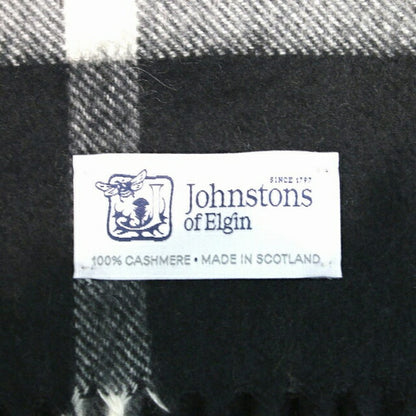 SINCE 1797
Johnstons
of Elgin
100% CASHMERE • MADE IN SCOTLAND